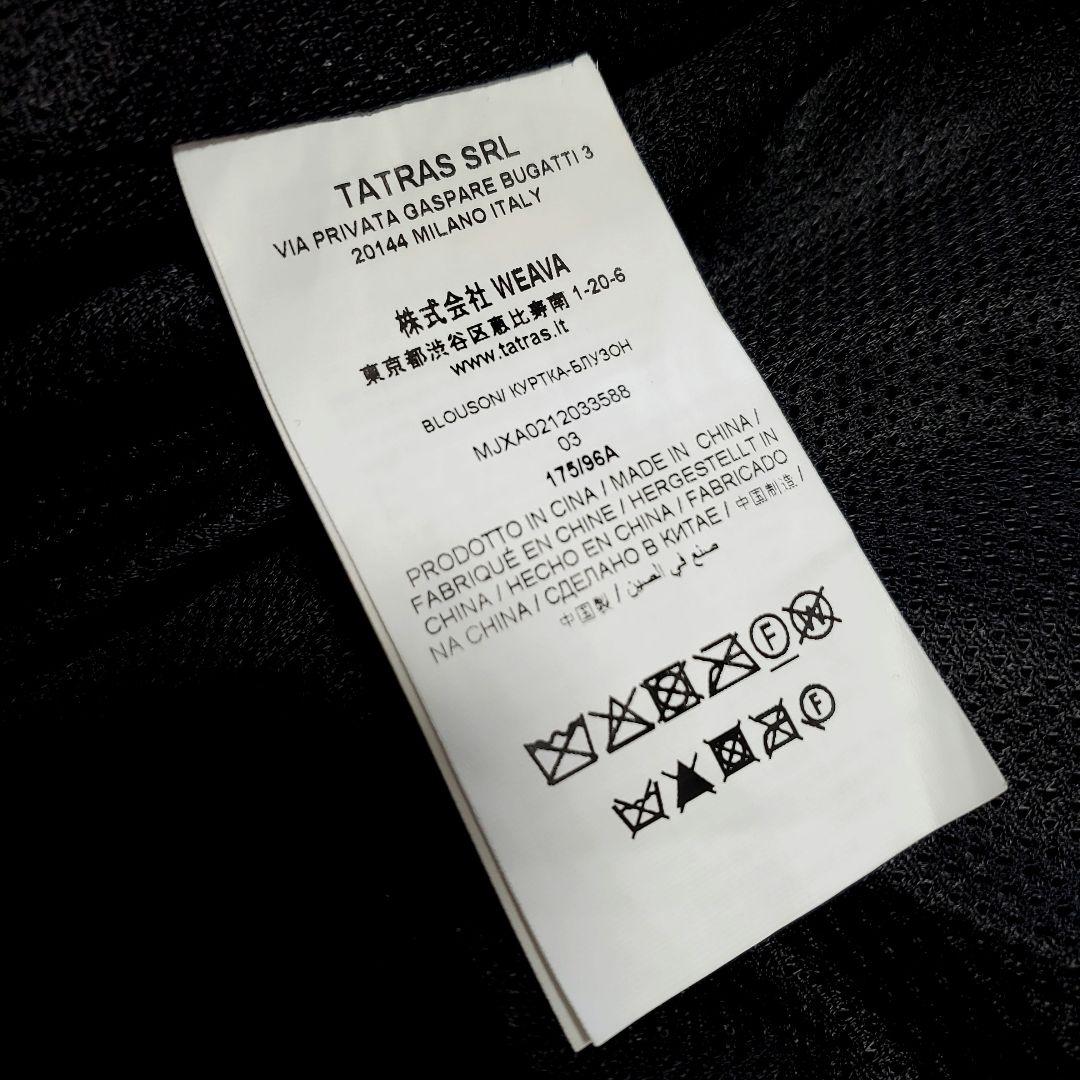 TATRAS SRL
VIA PRIVATA GASPARE BUGATTI 3
20144 MILANO ITALY
株式会社 WEAVA
東京都渋谷区恵比寿南 1-20-6
www.tatras.it
BLOUSON/ КУРТКА-БЛУЗОН
MJXA0212033588
03
175/96A
PRODOTTO IN CINA / MADE IN CHINA /
FABRIQUÉ EN CHINE / HERGESTELLT IN
CHINA / HECHO EN CHINA / FABRICADO
NA CHINA / СДЕЛАНО В КИТАЕ / 中国制造 /
中国製 / صنع في الصين
F W
F